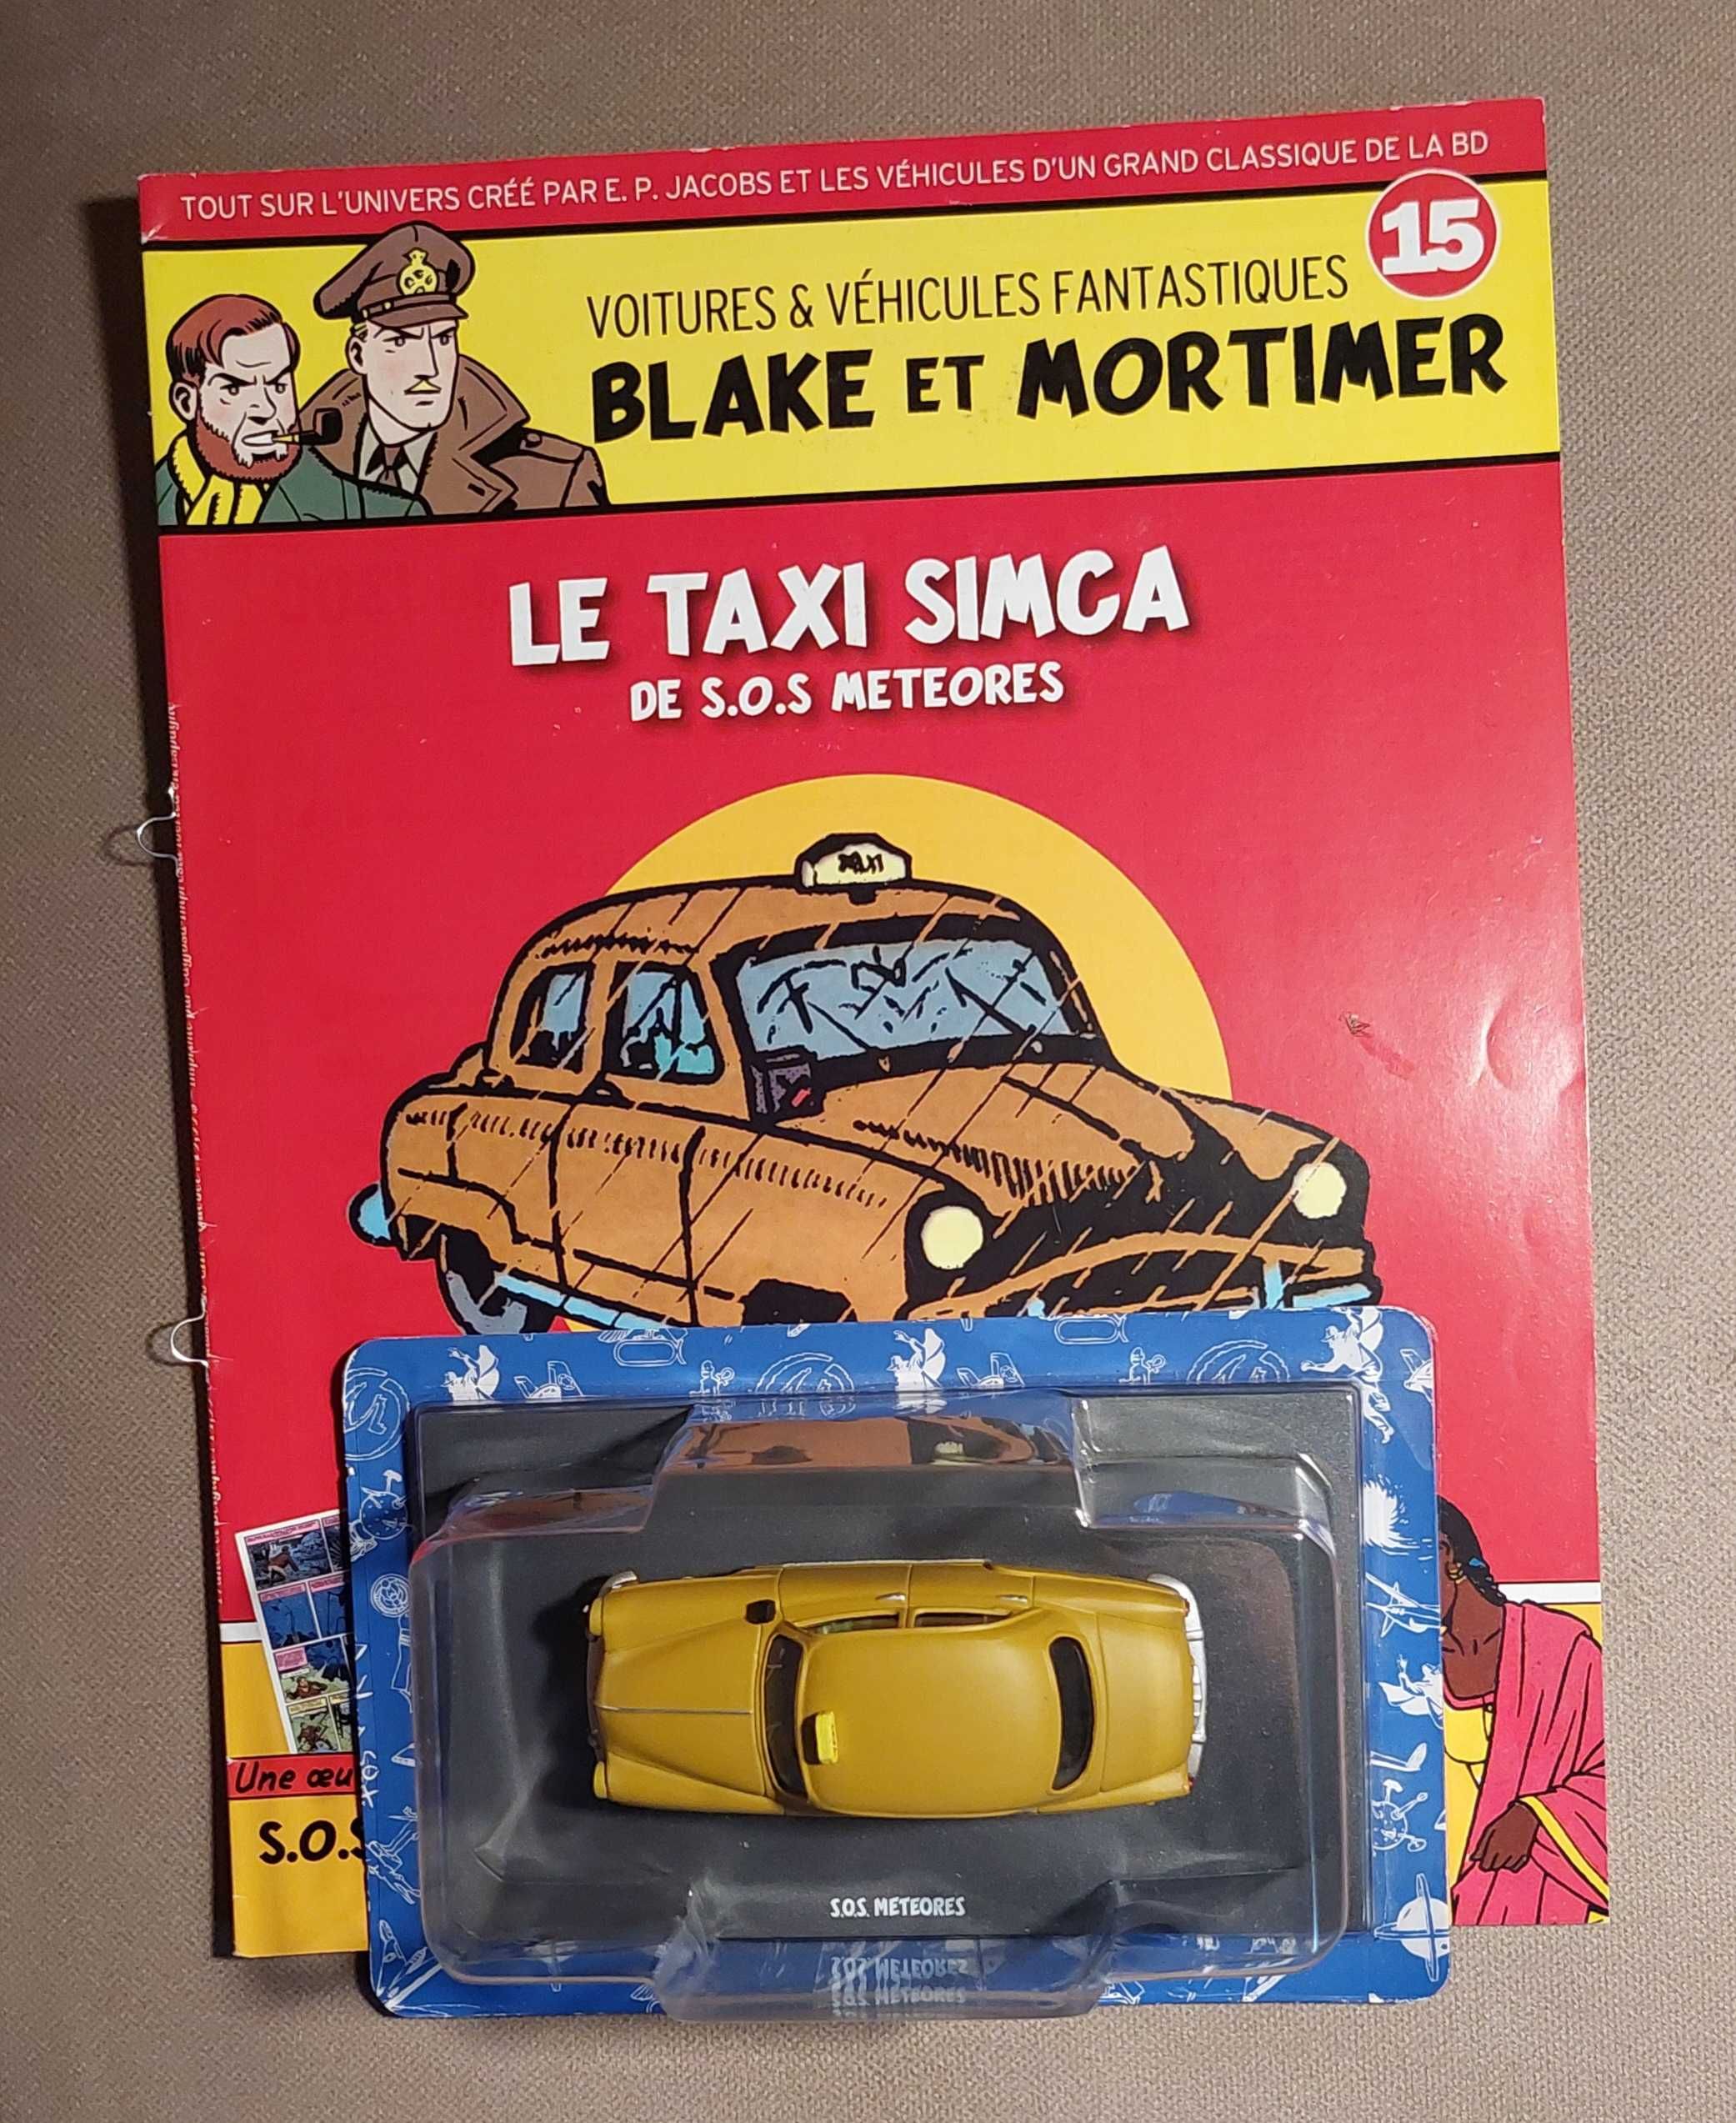 TOUT SUR L'UNIVERS CRÉÉ PAR E. P. JACOBS ET LES VÉHICULES D'UN GRAND CLASSIQUE DE LA BD
15
VOITURES & VÉHICULES FANTASTIQUES
BLAKE ET MORTIMER
LE TAXI SIMCA
DE S.O.S METEORES
TAXI
Une œu
S.O.S
S.O.S. METEORES